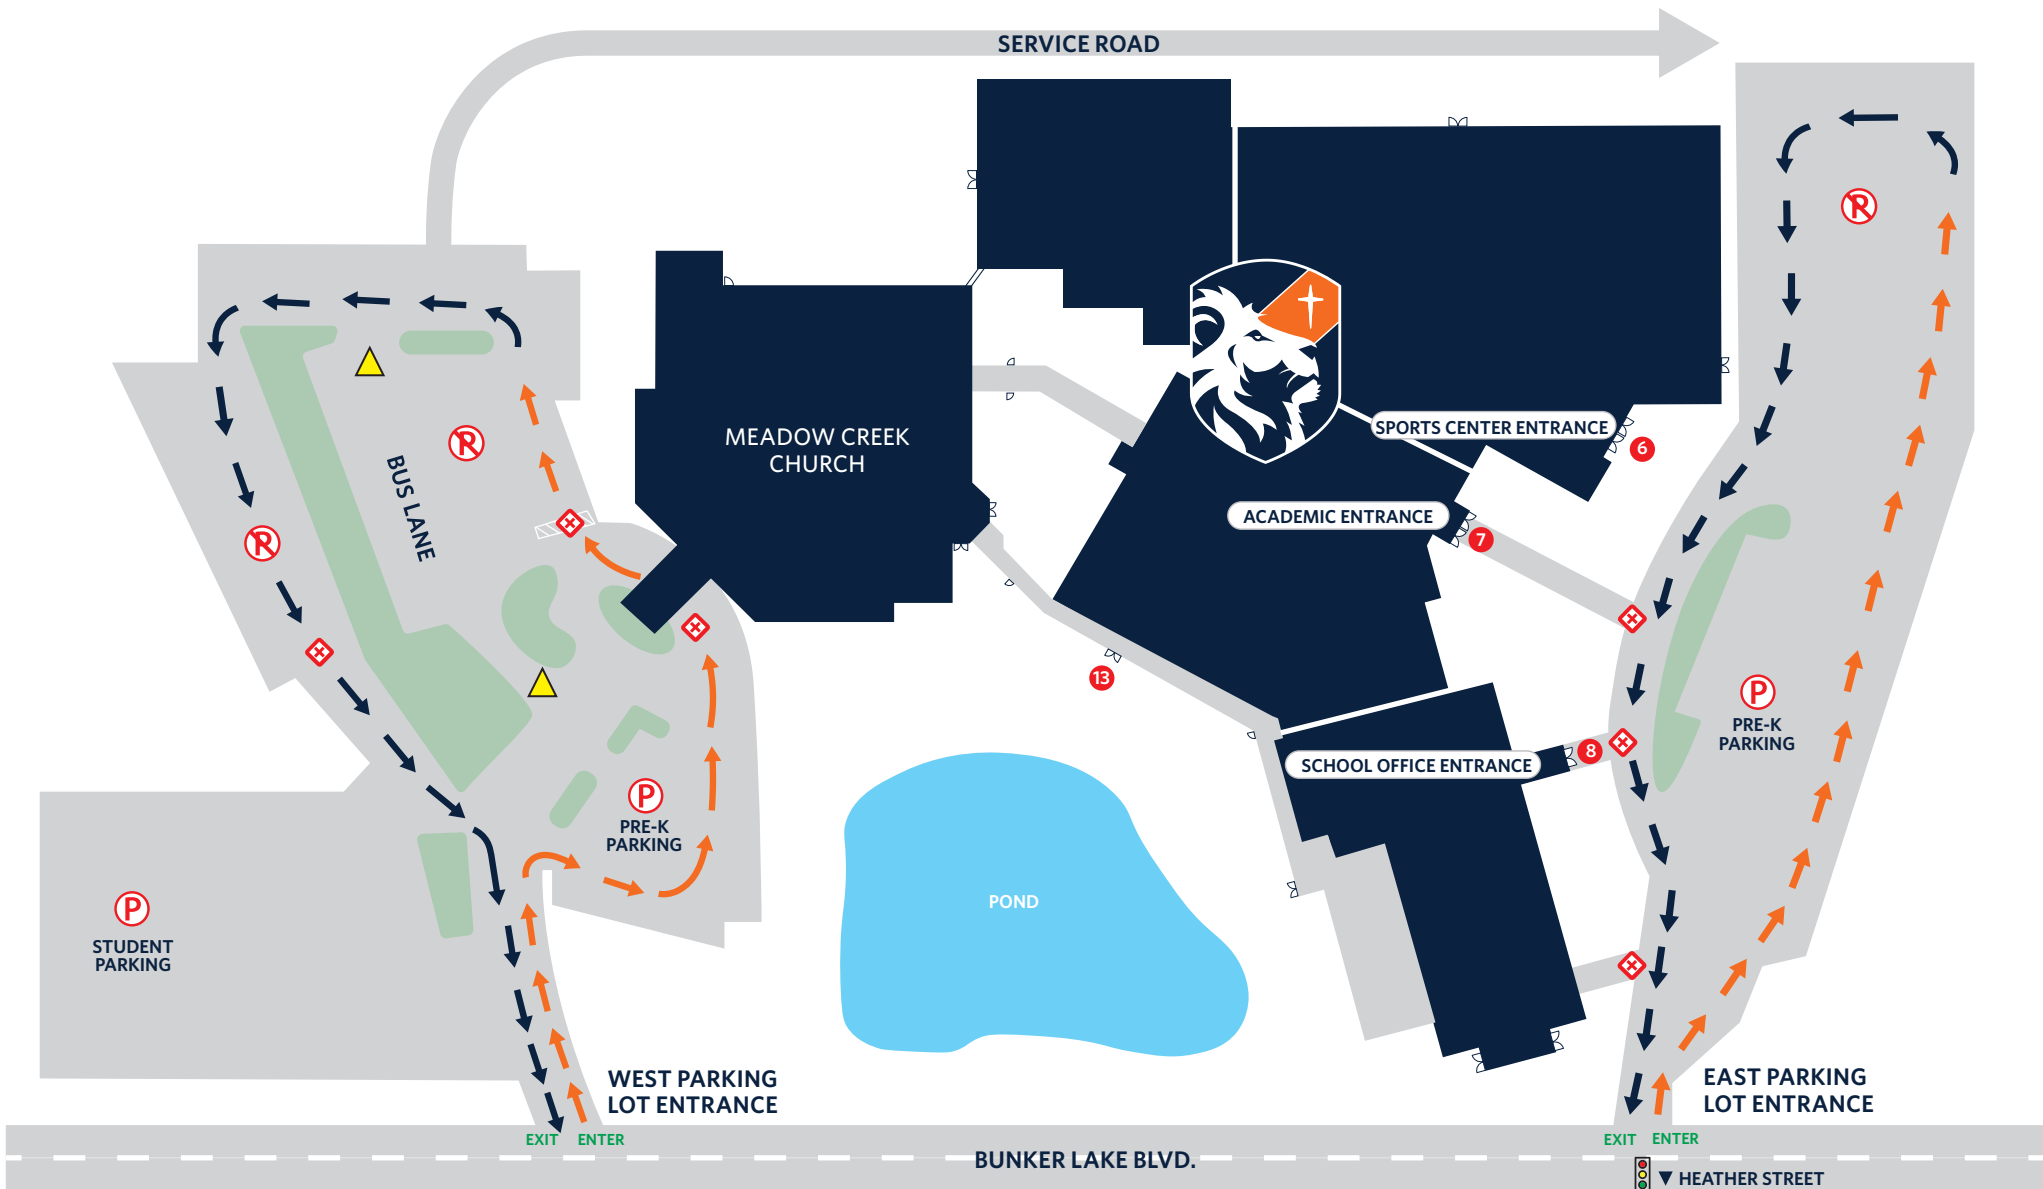 SERVICE ROAD
MEADOW CREEK
CHURCH
SPORTS CENTER ENTRANCE
6
BUS LANE
ACADEMIC ENTRANCE
7
13
P
PRE-K
PARKING
8
SCHOOL OFFICE ENTRANCE
P
PRE-K
PARKING
POND
P
STUDENT
PARKING
WEST PARKING
LOT ENTRANCE
EAST PARKING
LOT ENTRANCE
EXIT ENTER
EXIT ENTER
BUNKER LAKE BLVD.
HEATHER STREET
P
P
P